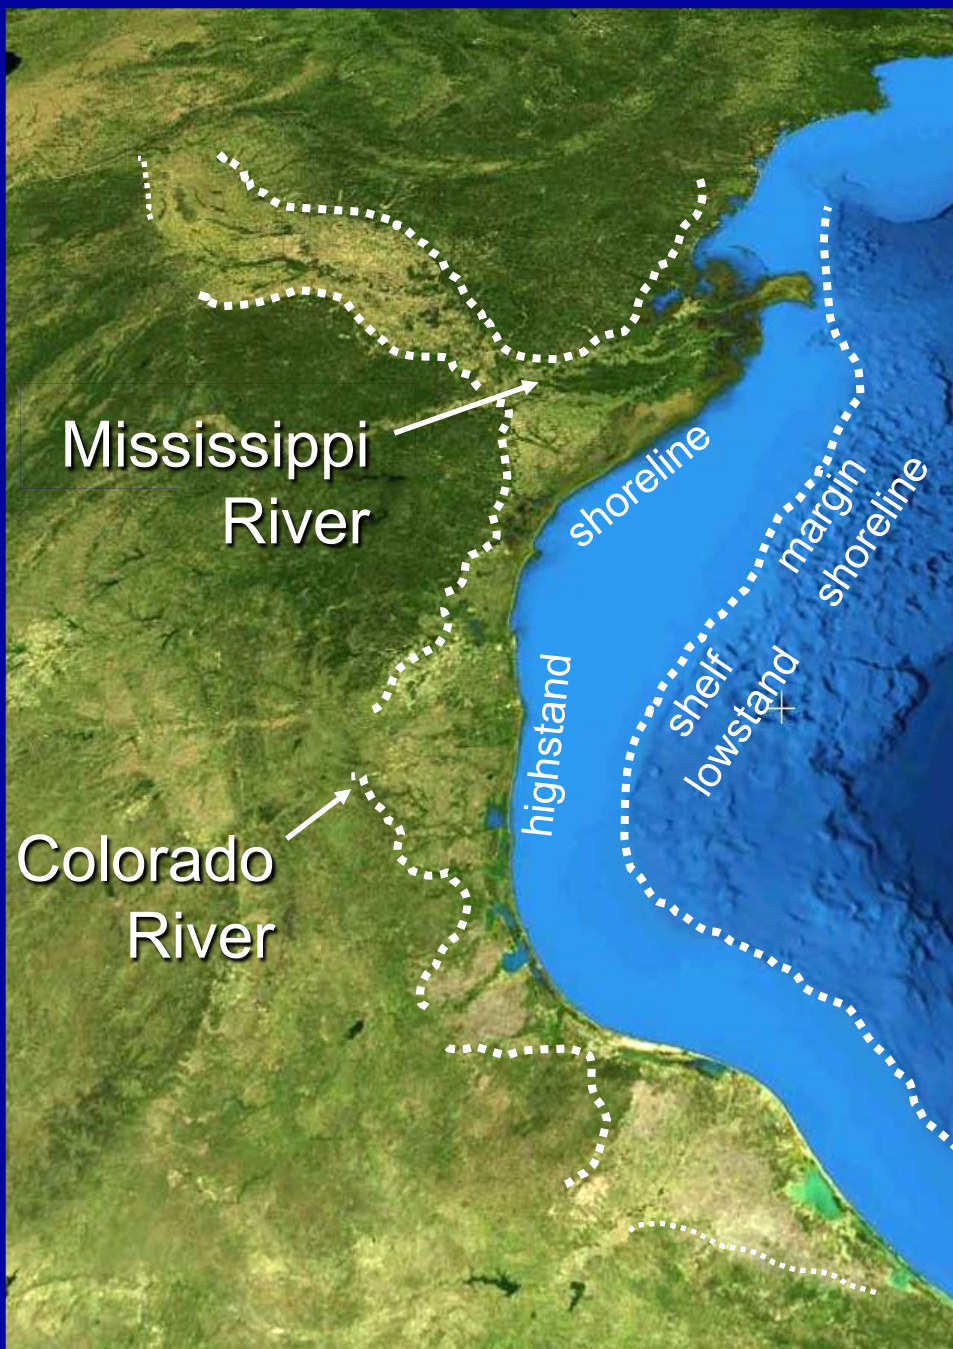 Mississippi
River
shoreline
margin
shoreline
highstand
shelf
lowstand
Colorado
River